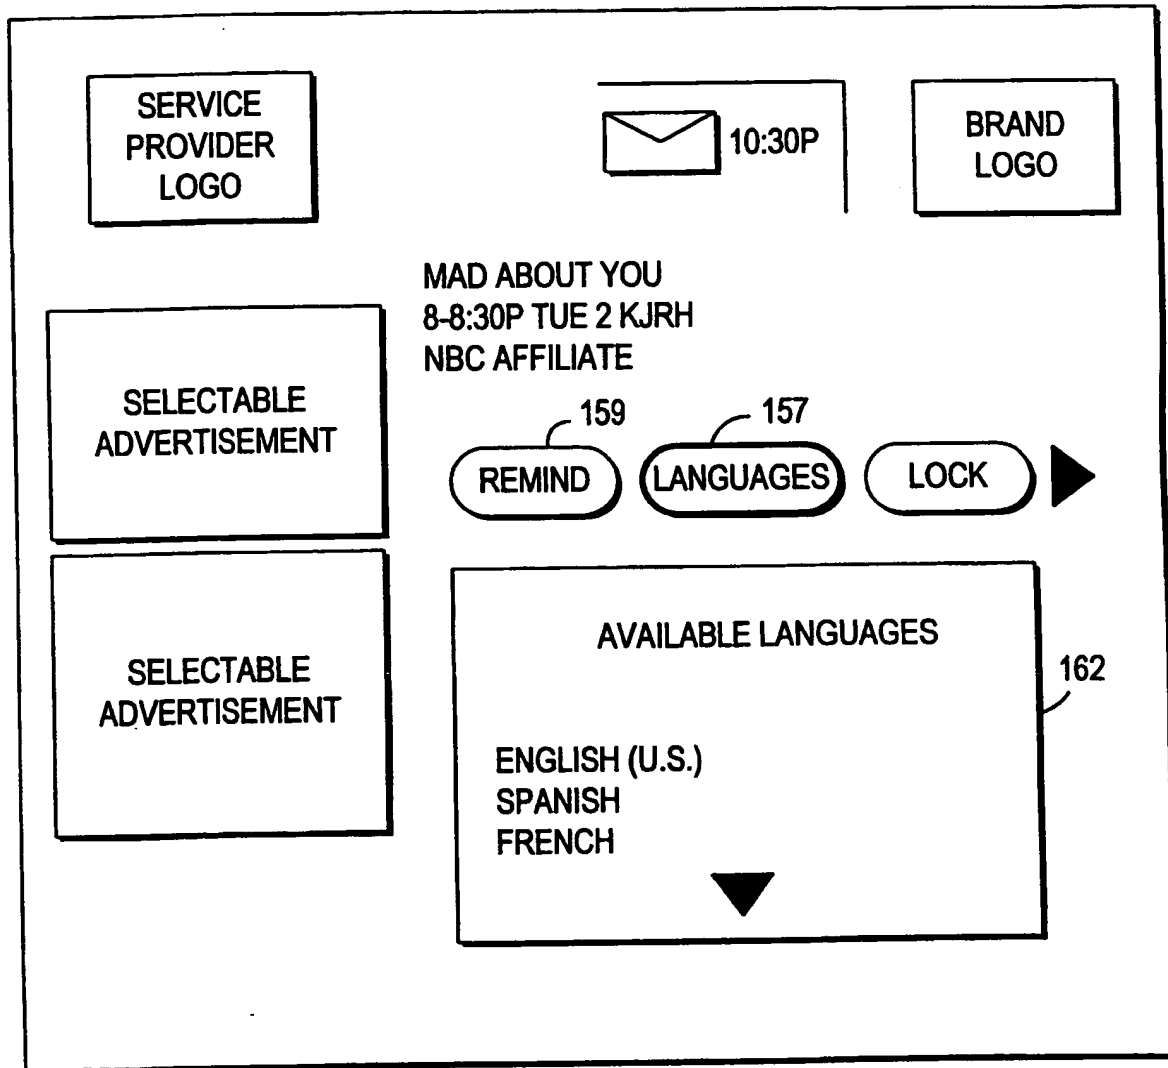 SERVICE
PROVIDER
LOGO
10:30P
BRAND
LOGO
MAD ABOUT YOU
8-8:30P TUE 2 KJRH
NBC AFFILIATE
SELECTABLE
ADVERTISEMENT
159
157
REMIND
LANGUAGES
LOCK
SELECTABLE
ADVERTISEMENT
AVAILABLE LANGUAGES
162
ENGLISH (U.S.)
SPANISH
FRENCH